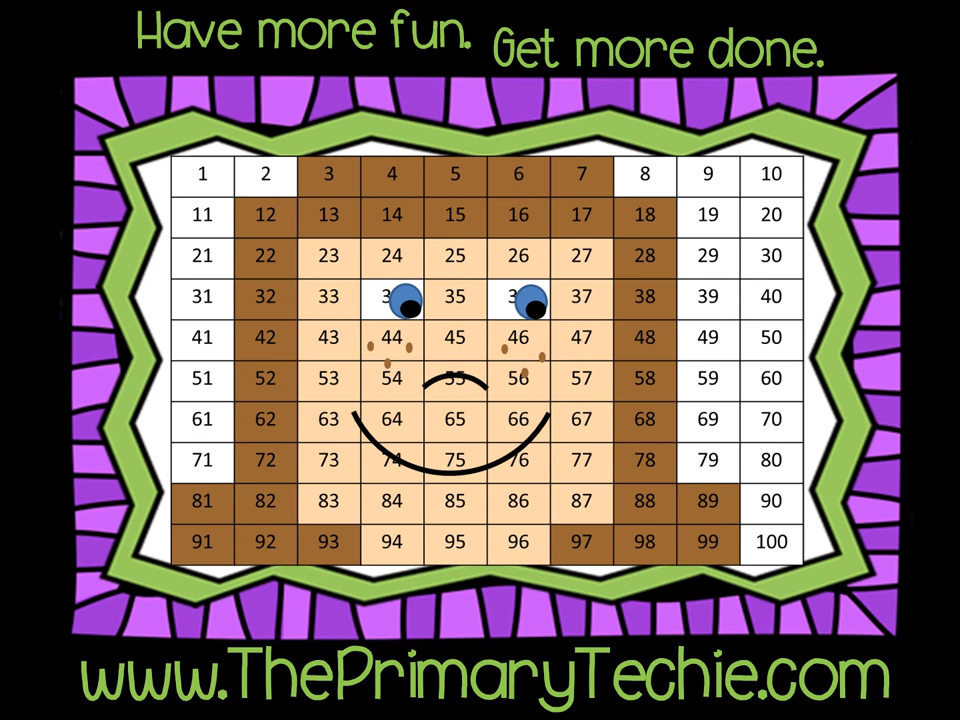 Have more fun. Get more done.
1 2 3 4 5 6 7 8 9 10
11 12 13 14 15 16 17 18 19 20
21 22 23 24 25 26 27 28 29 30
31 32 33 3 35 3 37 38 39 40
41 42 43 44 45 46 47 48 49 50
51 52 53 54 55 56 57 58 59 60
61 62 63 64 65 66 67 68 69 70
71 72 73 74 75 76 77 78 79 80
81 82 83 84 85 86 87 88 89 90
91 92 93 94 95 96 97 98 99 100
www.ThePrimaryTechie.com